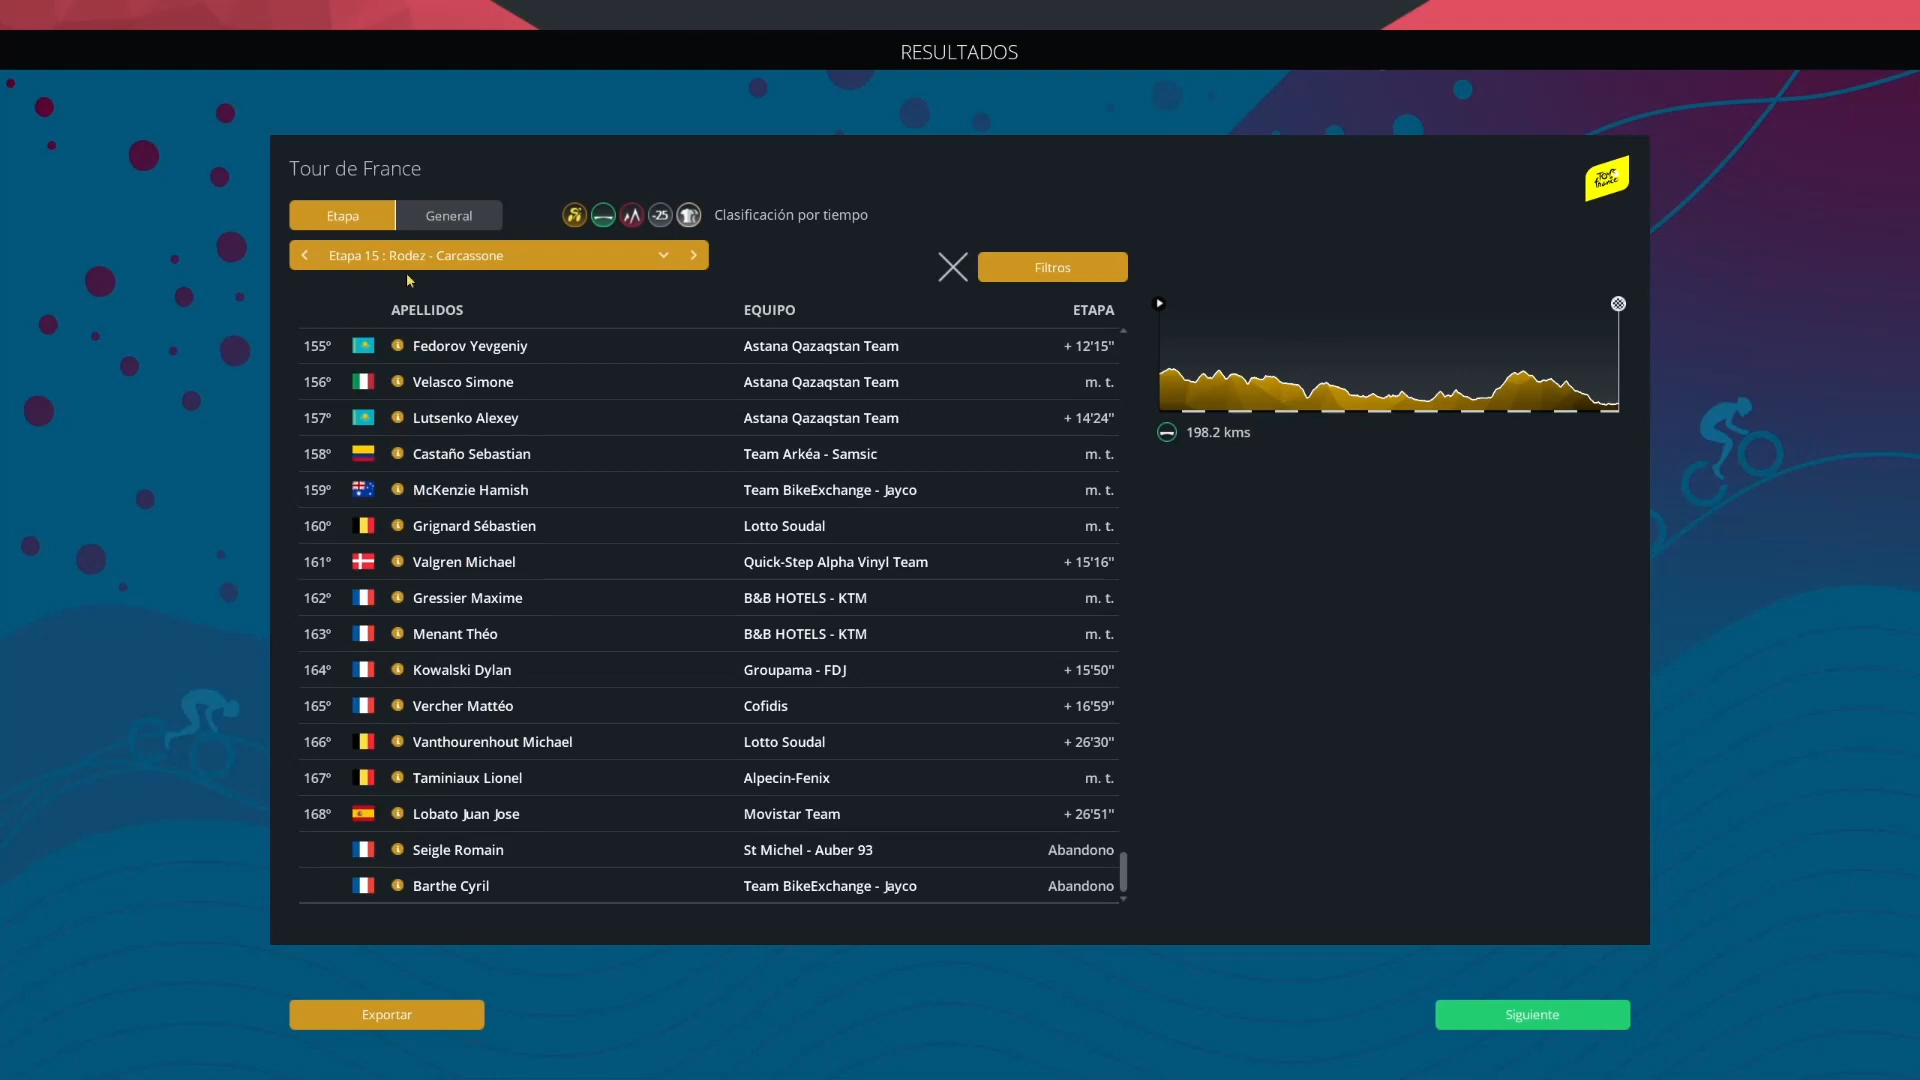 RESULTADOS
Tour de France
Etapa General Clasificación por tiempo
-25
Etapa 15 : Rodez - Carcassone
Filtros
APELLIDOS EQUIPO ETAPA
155º Fedorov Yevgeniy Astana Qazaqstan Team + 12'15''
156º Velasco Simone Astana Qazaqstan Team m. t.
157º Lutsenko Alexey Astana Qazaqstan Team + 14'24''
158º Castaño Sebastian Team Arkéa - Samsic m. t.
159º McKenzie Hamish Team BikeExchange - Jayco m. t.
160º Grignard Sébastien Lotto Soudal m. t.
161º Valgren Michael Quick-Step Alpha Vinyl Team + 15'16''
162º Gressier Maxime B&B HOTELS - KTM m. t.
163º Menant Théo B&B HOTELS - KTM m. t.
164º Kowalski Dylan Groupama - FDJ + 15'50''
165º Vercher Mattéo Cofidis + 16'59''
166º Vanthourenhout Michael Lotto Soudal + 26'30''
167º Taminiaux Lionel Alpecin-Fenix m. t.
168º Lobato Juan Jose Movistar Team + 26'51''
Seigle Romain St Michel - Auber 93 Abandono
Barthe Cyril Team BikeExchange - Jayco Abandono
198.2 kms
Tour
france
Exportar
Siguiente